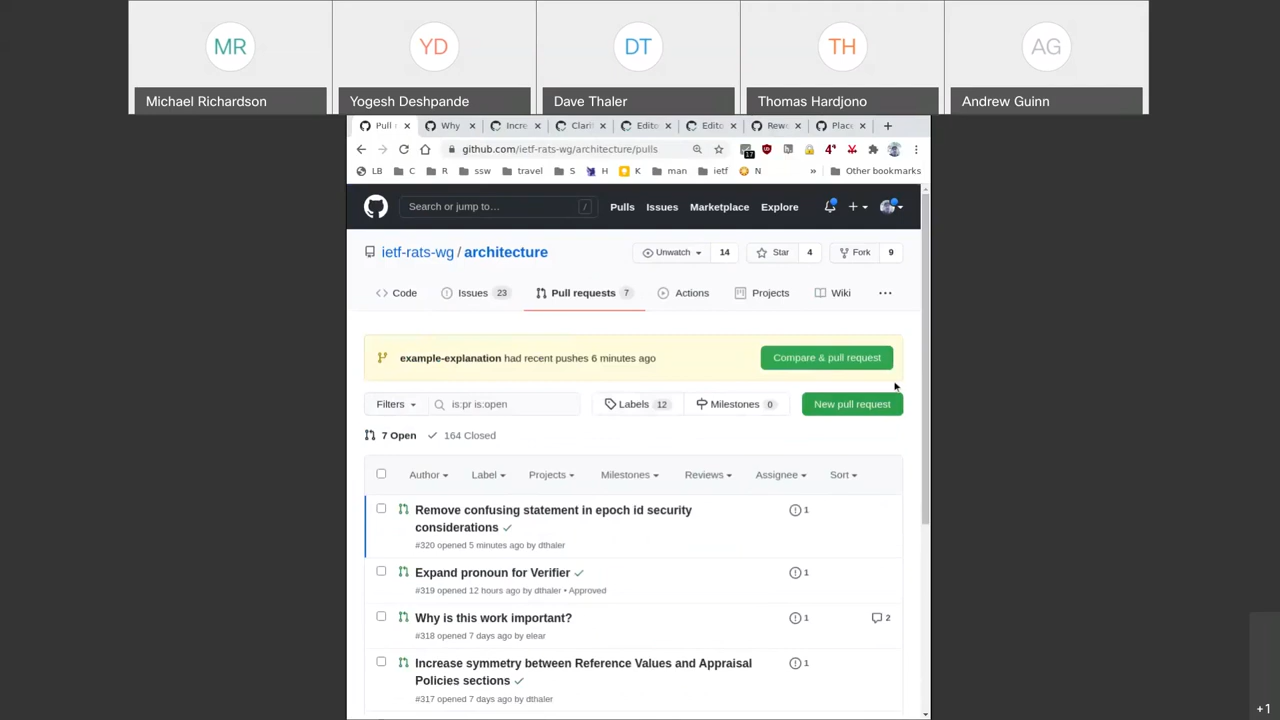 MR
YD
DT
TH
AG
Michael Richardson
Yogesh Deshpande
Dave Thaler
Thomas Hardjono
Andrew Guinn
Pull
Why
Incre
Clari
Edito
Edito
Rewo
Place
github.com/ietf-rats-wg/architecture/pulls
17
LB
C
R
ssw
travel
S
H
K
man
ietf
N
»
Other bookmarks
Search or jump to…
/
Pulls
Issues
Marketplace
Explore
ietf-rats-wg / architecture
Unwatch
14
Star
4
Fork
9
Code
Issues 23
Pull requests 7
Actions
Projects
Wiki
example-explanation had recent pushes 6 minutes ago
Compare & pull request
Filters
is:pr is:open
Labels 12
Milestones 0
New pull request
7 Open
164 Closed
Author
Label
Projects
Milestones
Reviews
Assignee
Sort
Remove confusing statement in epoch id security
considerations
1
#320 opened 5 minutes ago by dthaler
Expand pronoun for Verifier
1
#319 opened 12 hours ago by dthaler • Approved
Why is this work important?
1
2
#318 opened 7 days ago by elear
Increase symmetry between Reference Values and Appraisal
Policies sections
1
#317 opened 7 days ago by dthaler
+1